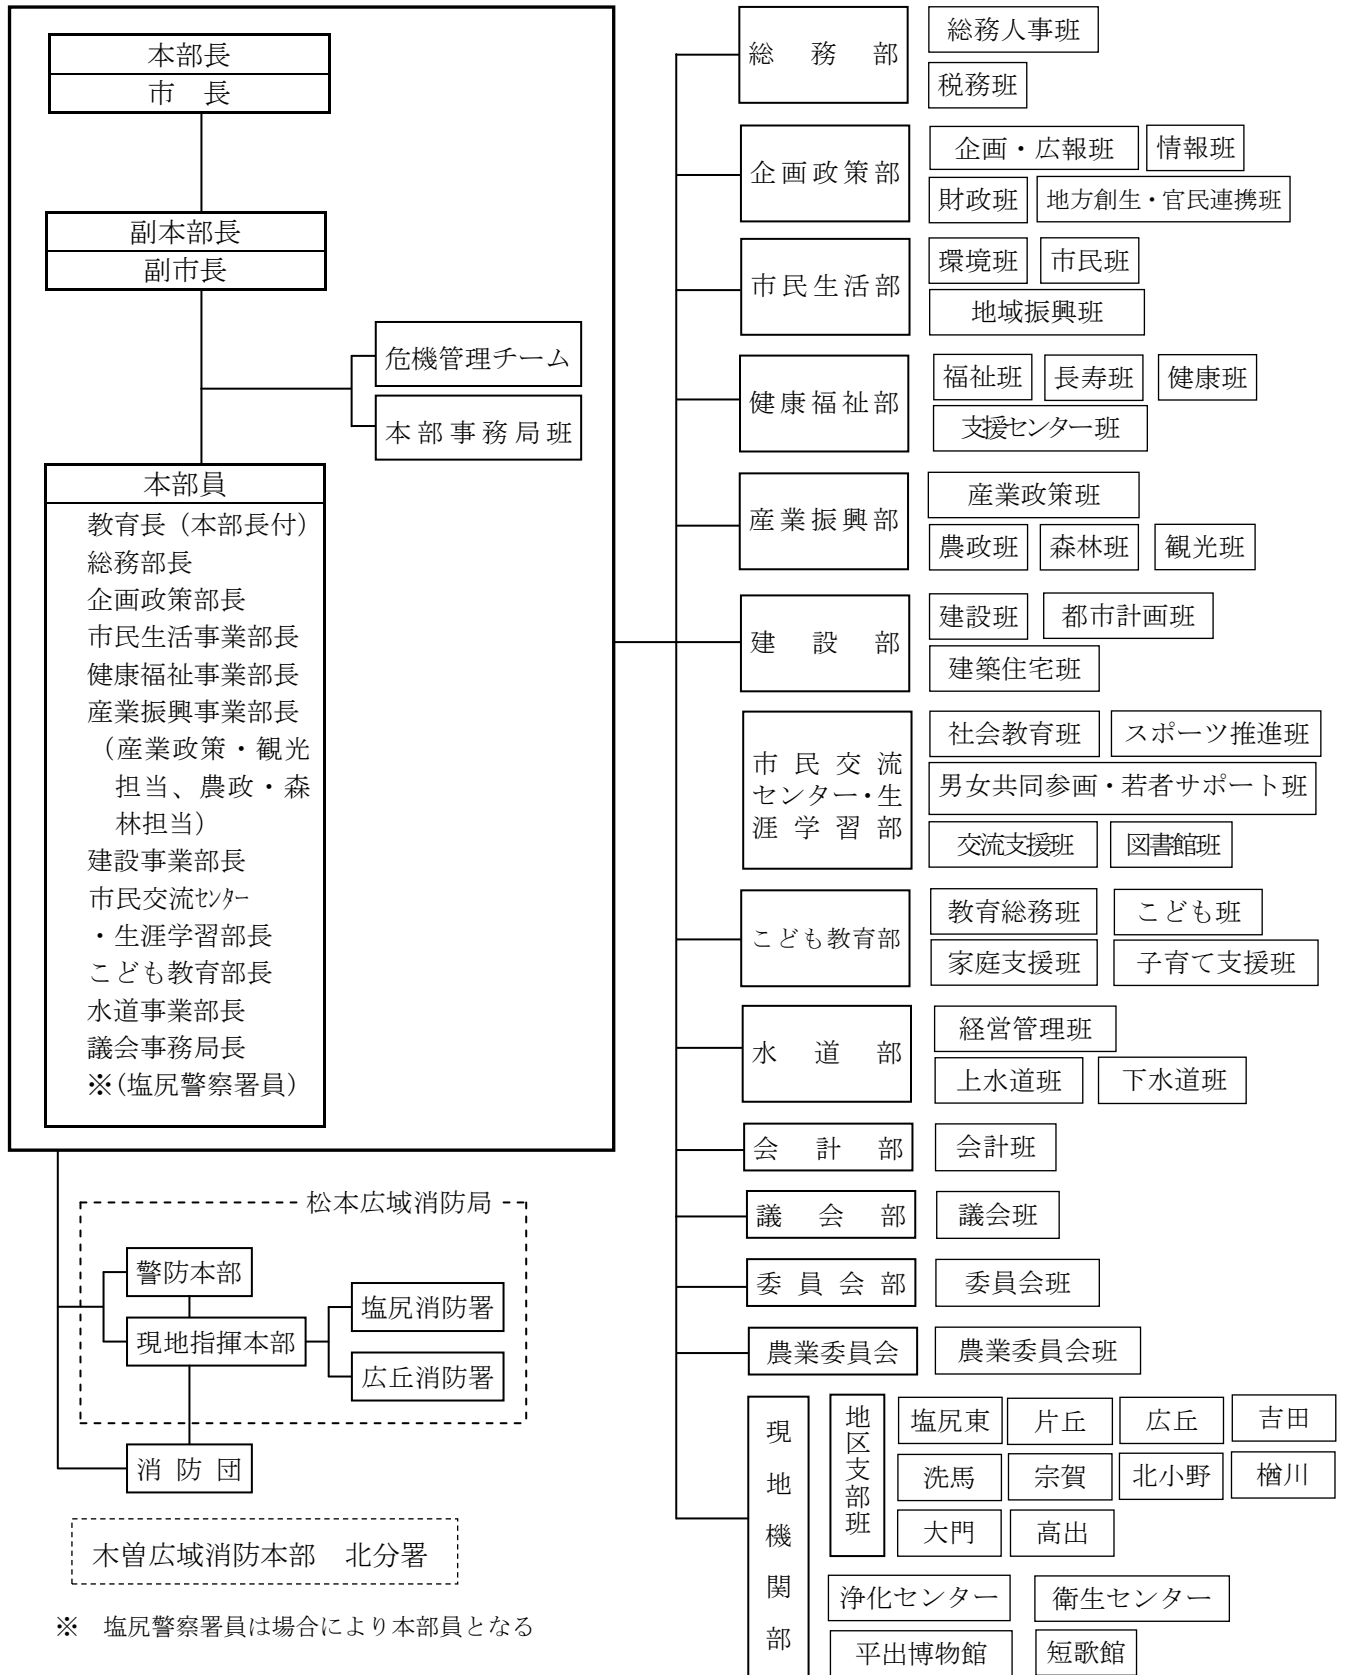 本部長
市　長
副本部長
副市長
危機管理チーム
本部事務局班
本部員
教育長（本部長付）
総務部長
企画政策部長
市民生活事業部長
健康福祉事業部長
産業振興事業部長
（産業政策・観光
担当、農政・森
林担当）
建設事業部長
市民交流ｾﾝﾀｰ
・生涯学習部長
こども教育部長
水道事業部長
議会事務局長
※（塩尻警察署員）
松本広域消防局
警防本部
現地指揮本部
塩尻消防署
広丘消防署
消防団
木曽広域消防本部　北分署
※　塩尻警察署員は場合により本部員となる
総務部
総務人事班
税務班
企画政策部
企画・広報班 情報班
財政班 地方創生・官民連携班
市民生活部
環境班 市民班
地域振興班
健康福祉部
福祉班 長寿班 健康班
支援センター班
産業振興部
産業政策班
農政班 森林班 観光班
建設部
建設班 都市計画班
建築住宅班
市民交流
センター・生
涯学習部
社会教育班 スポーツ推進班
男女共同参画・若者サポート班
交流支援班 図書館班
こども教育部
教育総務班 こども班
家庭支援班 子育て支援班
水道部
経営管理班
上水道班 下水道班
会計部 会計班
議会部 議会班
委員会部 委員会班
農業委員会 農業委員会班
現地機関部
地区支部班
塩尻東 片丘 広丘 吉田
洗馬 宗賀 北小野 楢川
大門 高出
浄化センター 衛生センター
平出博物館 短歌館